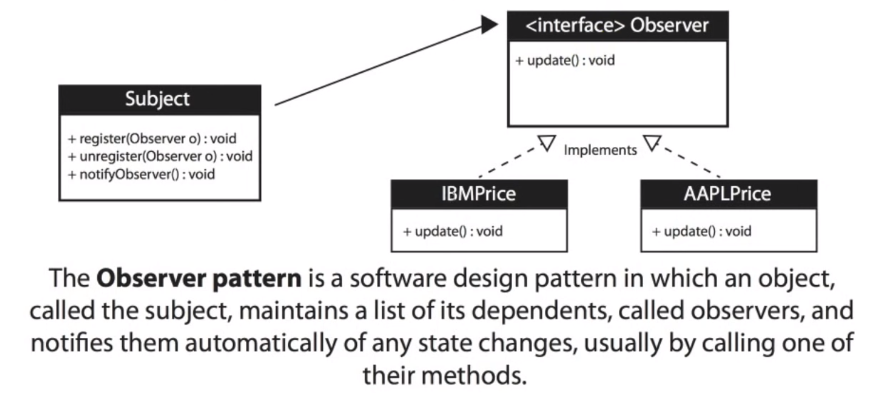 <interface> Observer
+ update() : void
Subject
+ register(Observer o) : void
+ unregister(Observer o) : void
+ notifyObserver() : void
Implements
IBMPrice
+ update() : void
AAPLPrice
+ update() : void
The Observer pattern is a software design pattern in which an object,
called the subject, maintains a list of its dependents, called observers, and
notifies them automatically of any state changes, usually by calling one of
their methods.